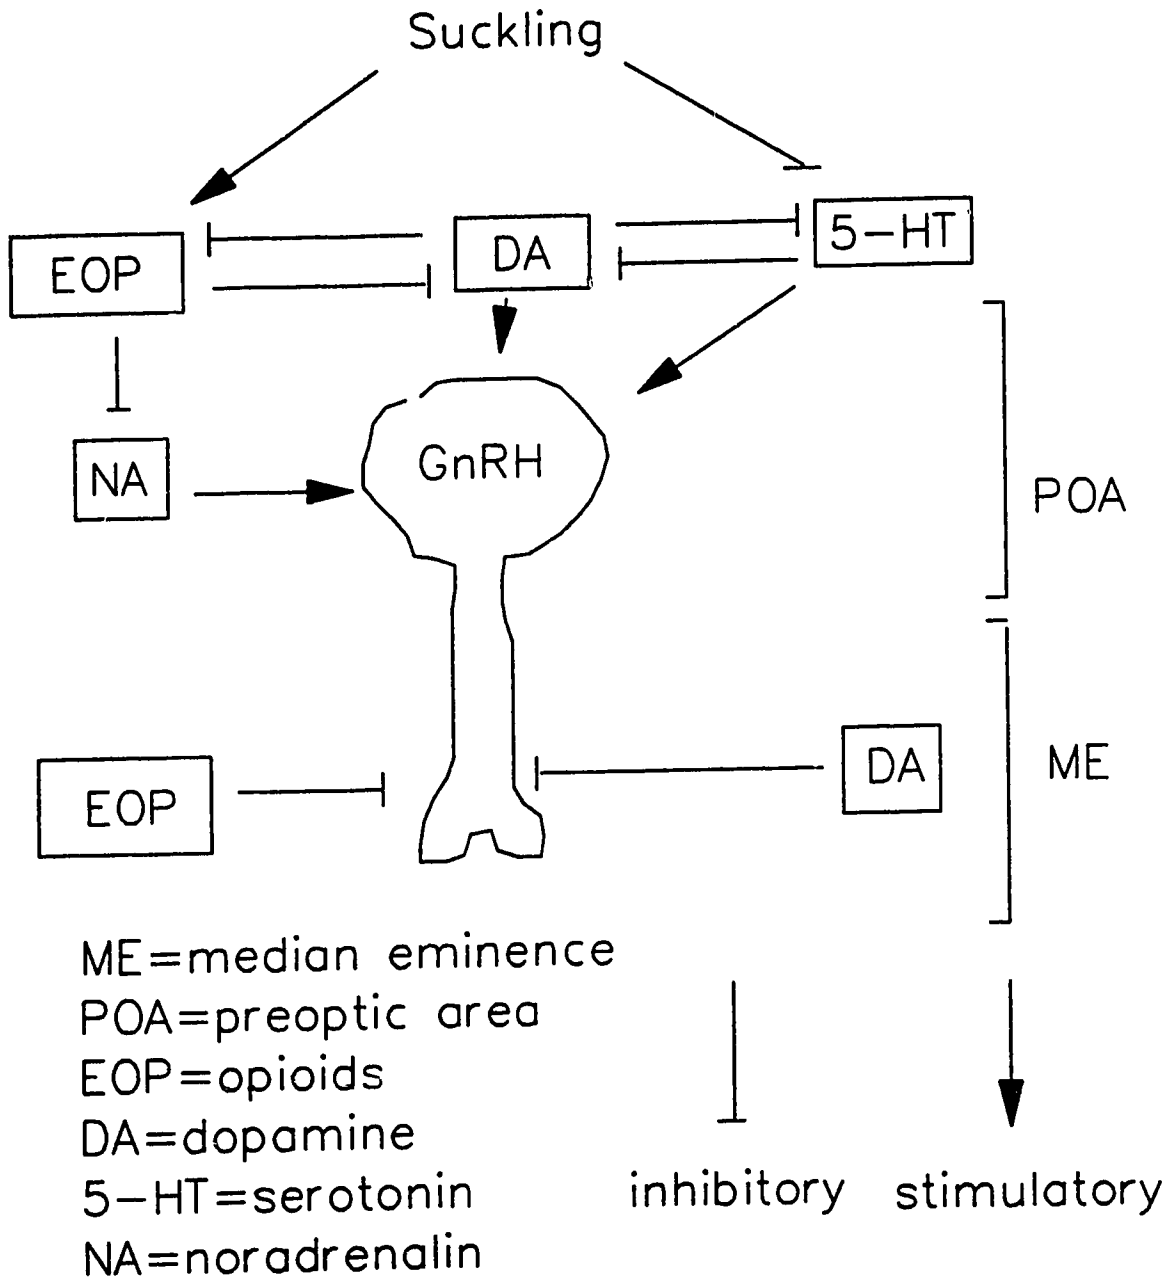 Suckling
EOP
DA
5-HT
NA
GnRH
POA
EOP
DA
ME
ME=median eminence
POA=preoptic area
EOP=opioids
DA=dopamine
5-HT=serotonin
NA=noradrenalin
inhibitory
stimulatory